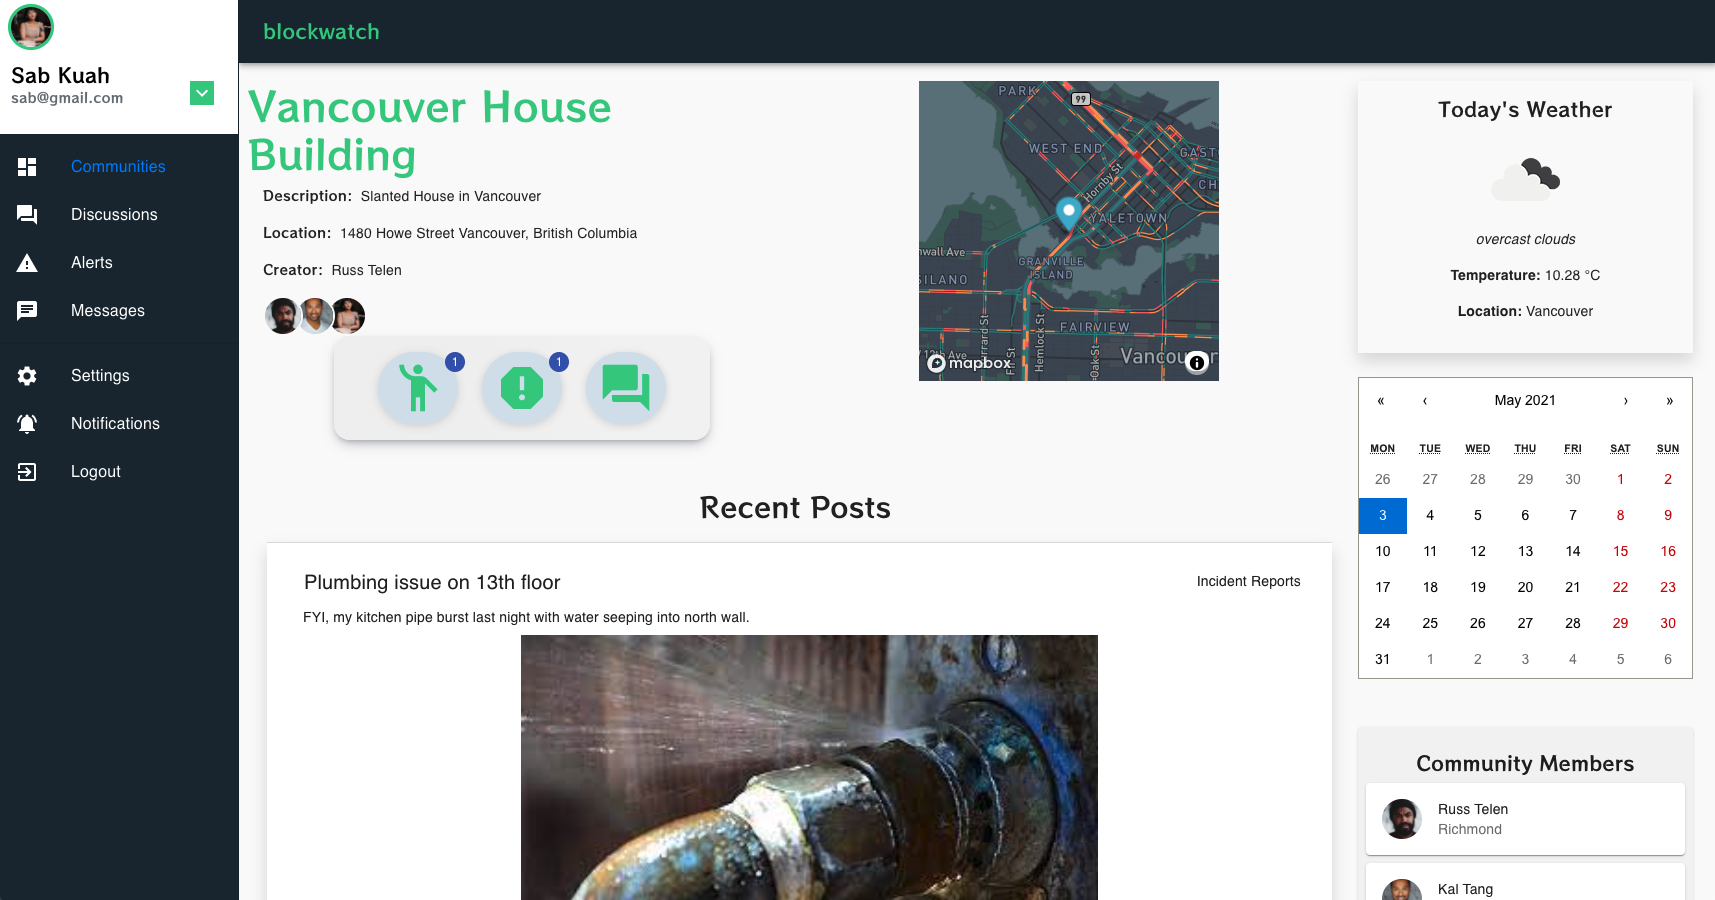 blockwatch
Sab Kuah
sab@gmail.com
Communities
Discussions
Alerts
Messages
Settings
Notifications
Logout
Vancouver House
Building
Description: Slanted House in Vancouver
Location: 1480 Howe Street Vancouver, British Columbia
Creator: Russ Telen
1
1
PARK
99
WEST END
GAST
CH
Hornby St
YALETOWN
nwall Ave
GRANVILLE
ISLAND
SILANO
FAIRVIEW
Burrard St
Fir St
Hemlock St
Oak St
12th Ave
Vancouver
mapbox
Today's Weather
overcast clouds
Temperature: 10.28 °C
Location: Vancouver
« ‹ May 2021 › »
MON TUE WED THU FRI SAT SUN
26 27 28 29 30 1 2
3 4 5 6 7 8 9
10 11 12 13 14 15 16
17 18 19 20 21 22 23
24 25 26 27 28 29 30
31 1 2 3 4 5 6
Recent Posts
Plumbing issue on 13th floor
Incident Reports
FYI, my kitchen pipe burst last night with water seeping into north wall.
Community Members
Russ Telen
Richmond
Kal Tang